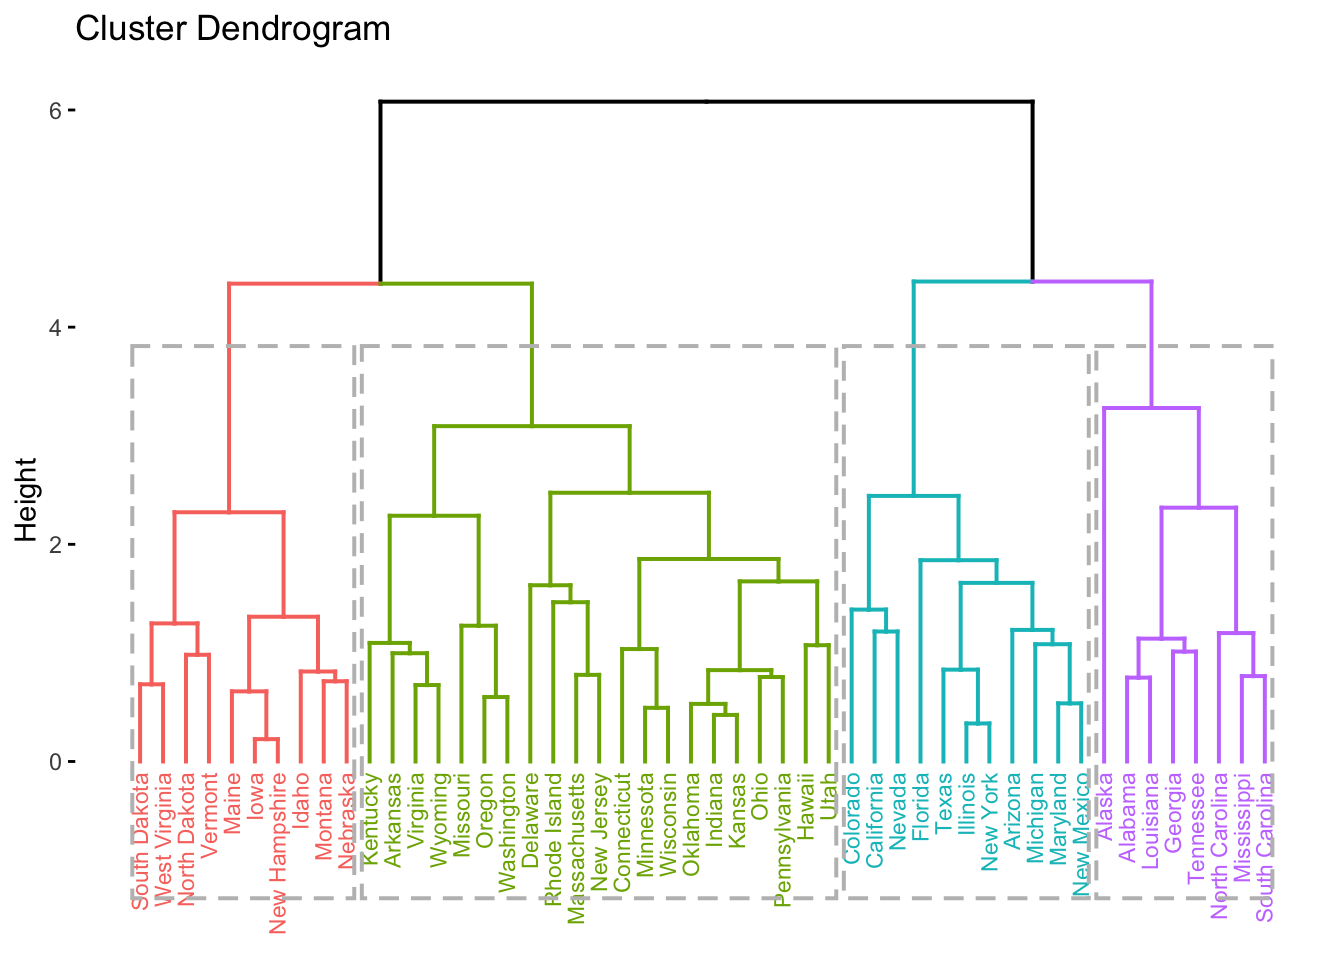 Cluster Dendrogram
Height
6
4
2
0
South Dakota
West Virginia
North Dakota
Vermont
Maine
Iowa
New Hampshire
Idaho
Montana
Nebraska
Kentucky
Arkansas
Virginia
Wyoming
Missouri
Oregon
Washington
Delaware
Rhode Island
Massachusetts
New Jersey
Connecticut
Minnesota
Wisconsin
Oklahoma
Indiana
Kansas
Ohio
Pennsylvania
Hawaii
Utah
Colorado
California
Nevada
Florida
Texas
Illinois
New York
Arizona
Michigan
Maryland
New Mexico
Alaska
Alabama
Louisiana
Georgia
Tennessee
North Carolina
Mississippi
South Carolina